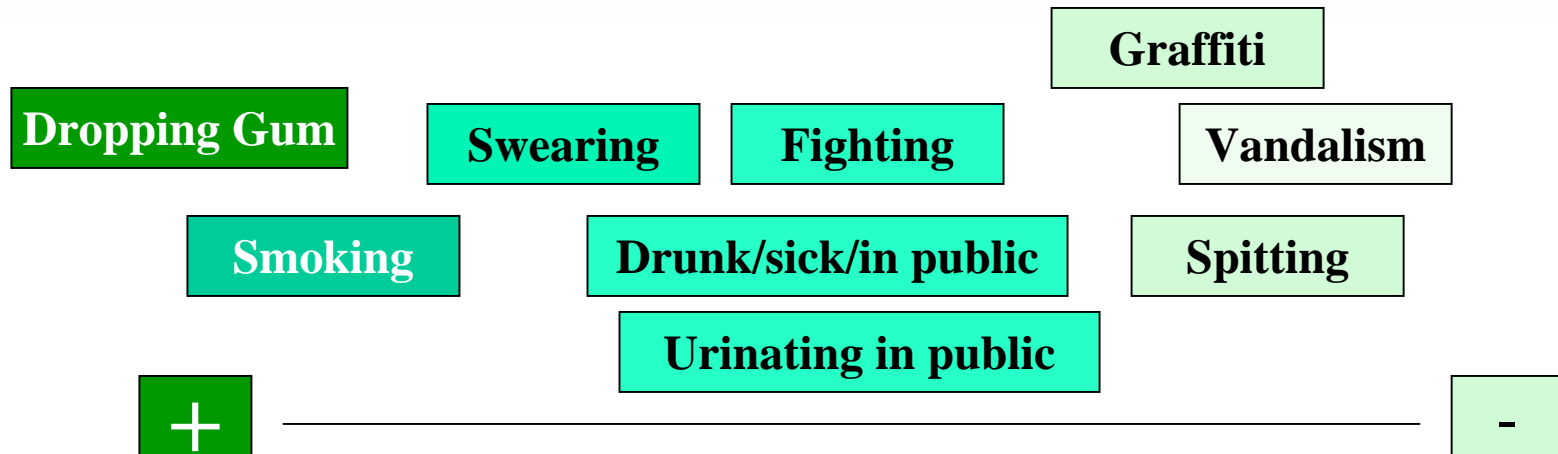 Graffiti
Dropping Gum
Swearing
Fighting
Vandalism
Smoking
Drunk/sick/in public
Spitting
Urinating in public
+
-